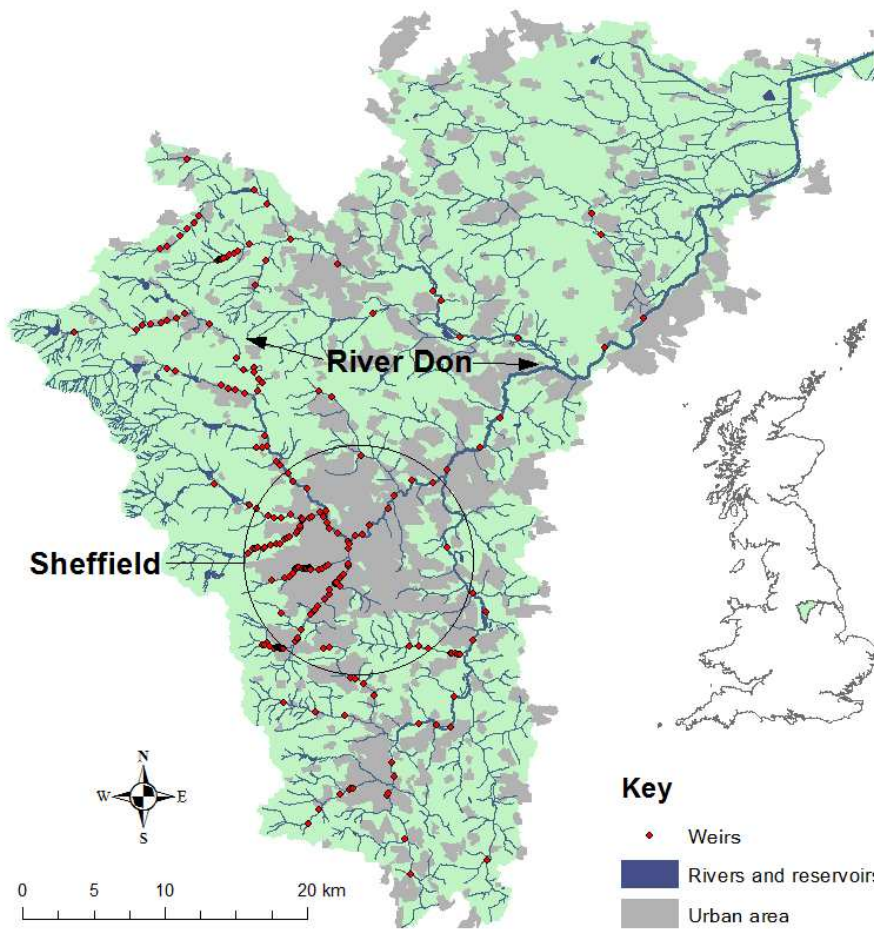 River Don
Sheffield
N
W E
S
0 5 10 20 km
Key
Weirs
Rivers and reservoirs
Urban area